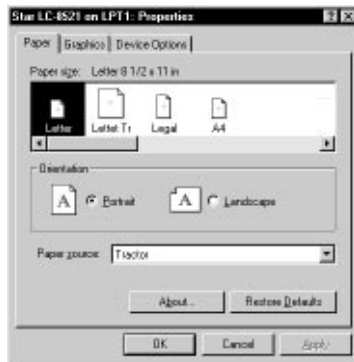 Star LC-8521 on LPT1: Properties
Paper Graphics Device Options
Paper size: Letter 8 1/2 x 11 in
Letter Letter Tr Legal A4
Orientation
A Portrait A Landscape
Paper source: Tractor
About... Restore Defaults
OK Cancel Apply